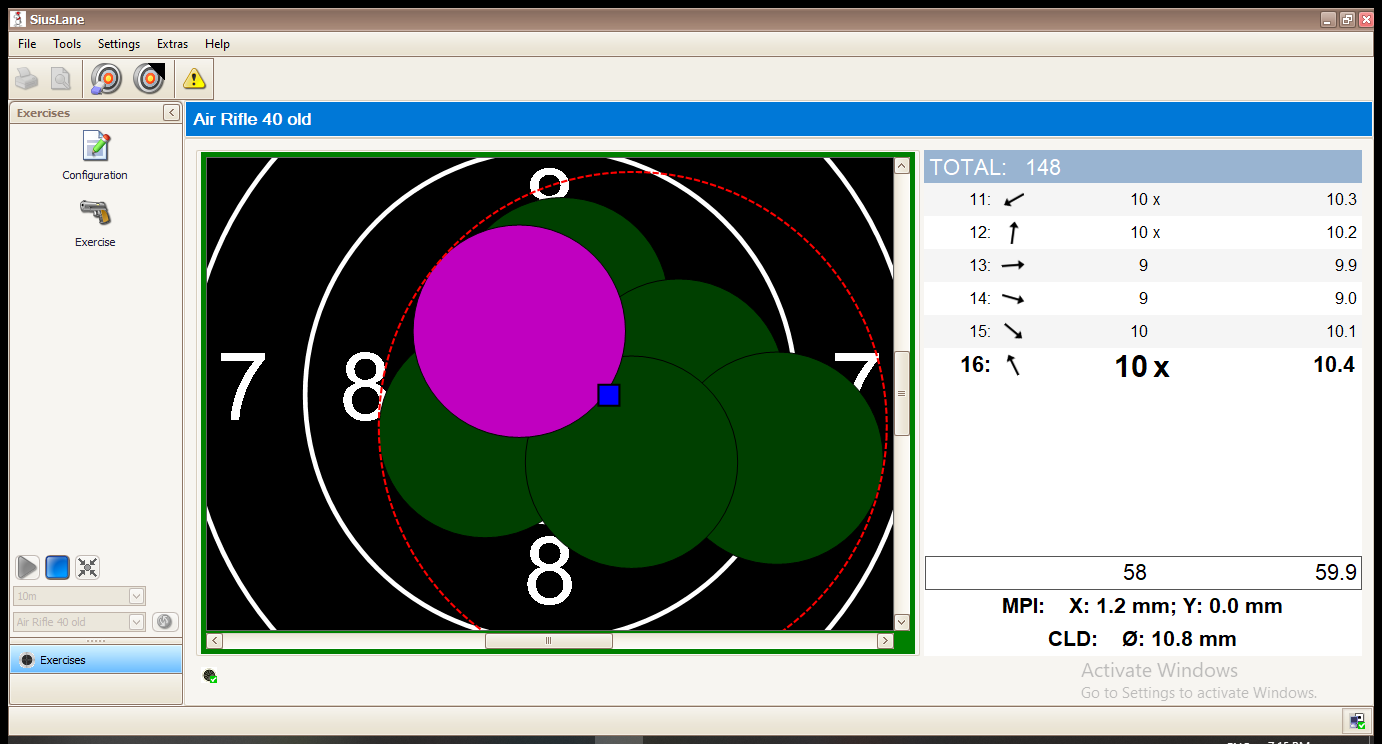 SiusLane
File Tools Settings Extras Help
Exercises
Configuration
Exercise
10m
Air Rifle 40 old
Exercises
Air Rifle 40 old
8
7 8 7
8
TOTAL: 148
11: 10 x 10.3
12: 10 x 10.2
13: 9 9.9
14: 9 9.0
15: 10 10.1
16: 10 x 10.4
58 59.9
MPI: X: 1.2 mm; Y: 0.0 mm
CLD: Ø: 10.8 mm
Activate Windows
Go to Settings to activate Windows.